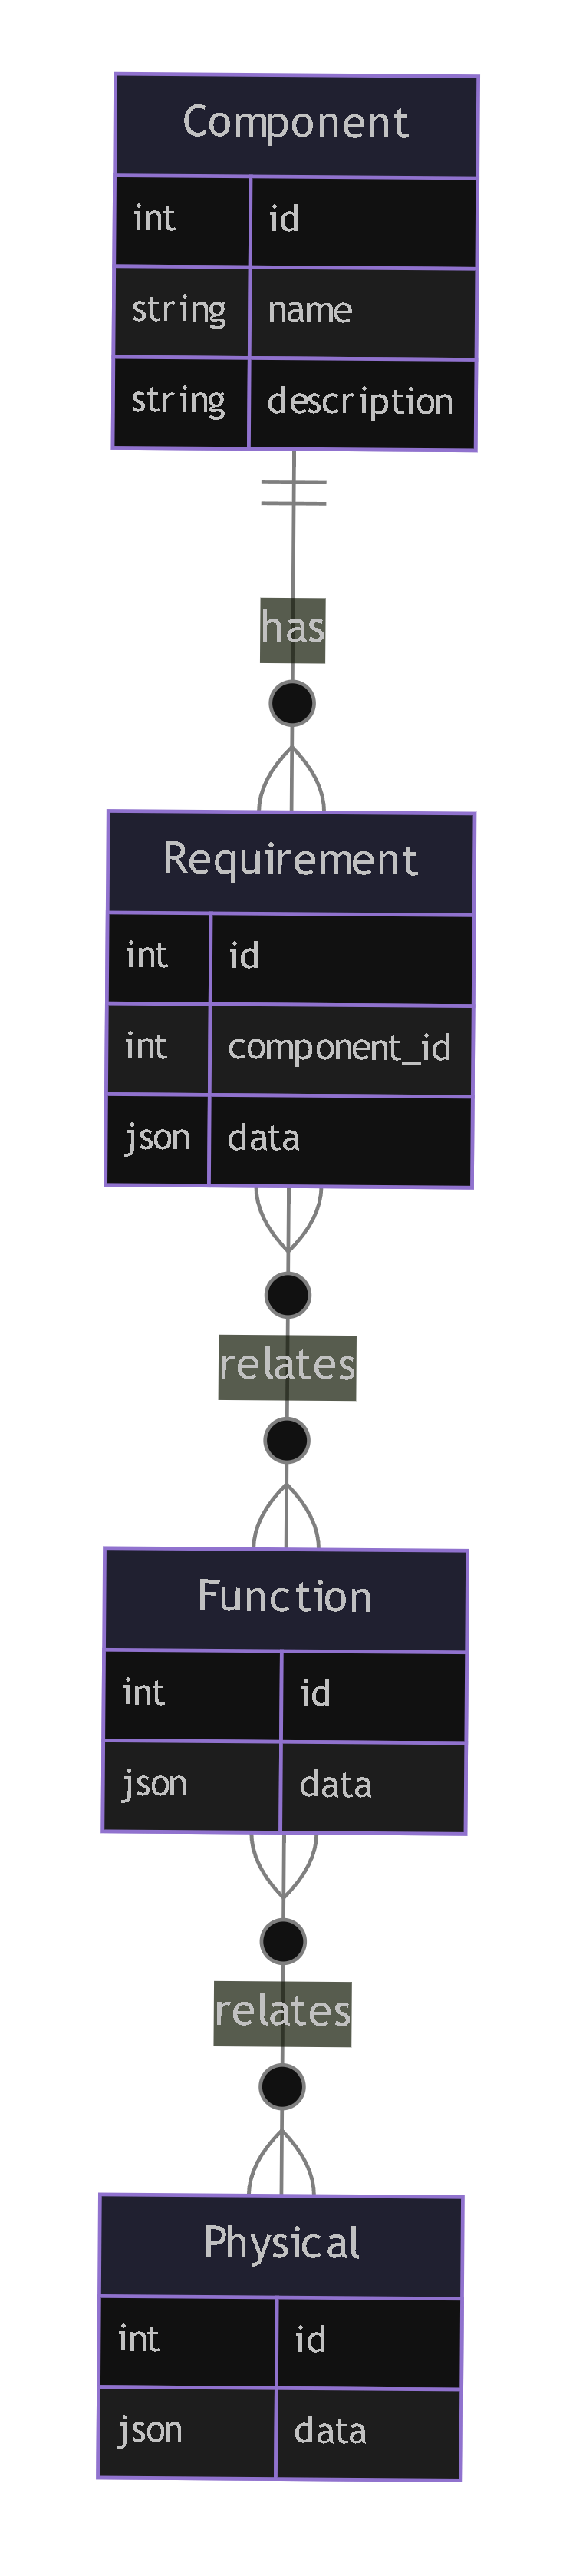 Component
int id
string name
string description
has
Requirement
int id
int component_id
json data
relates
Function
int id
json data
relates
Physical
int id
json data